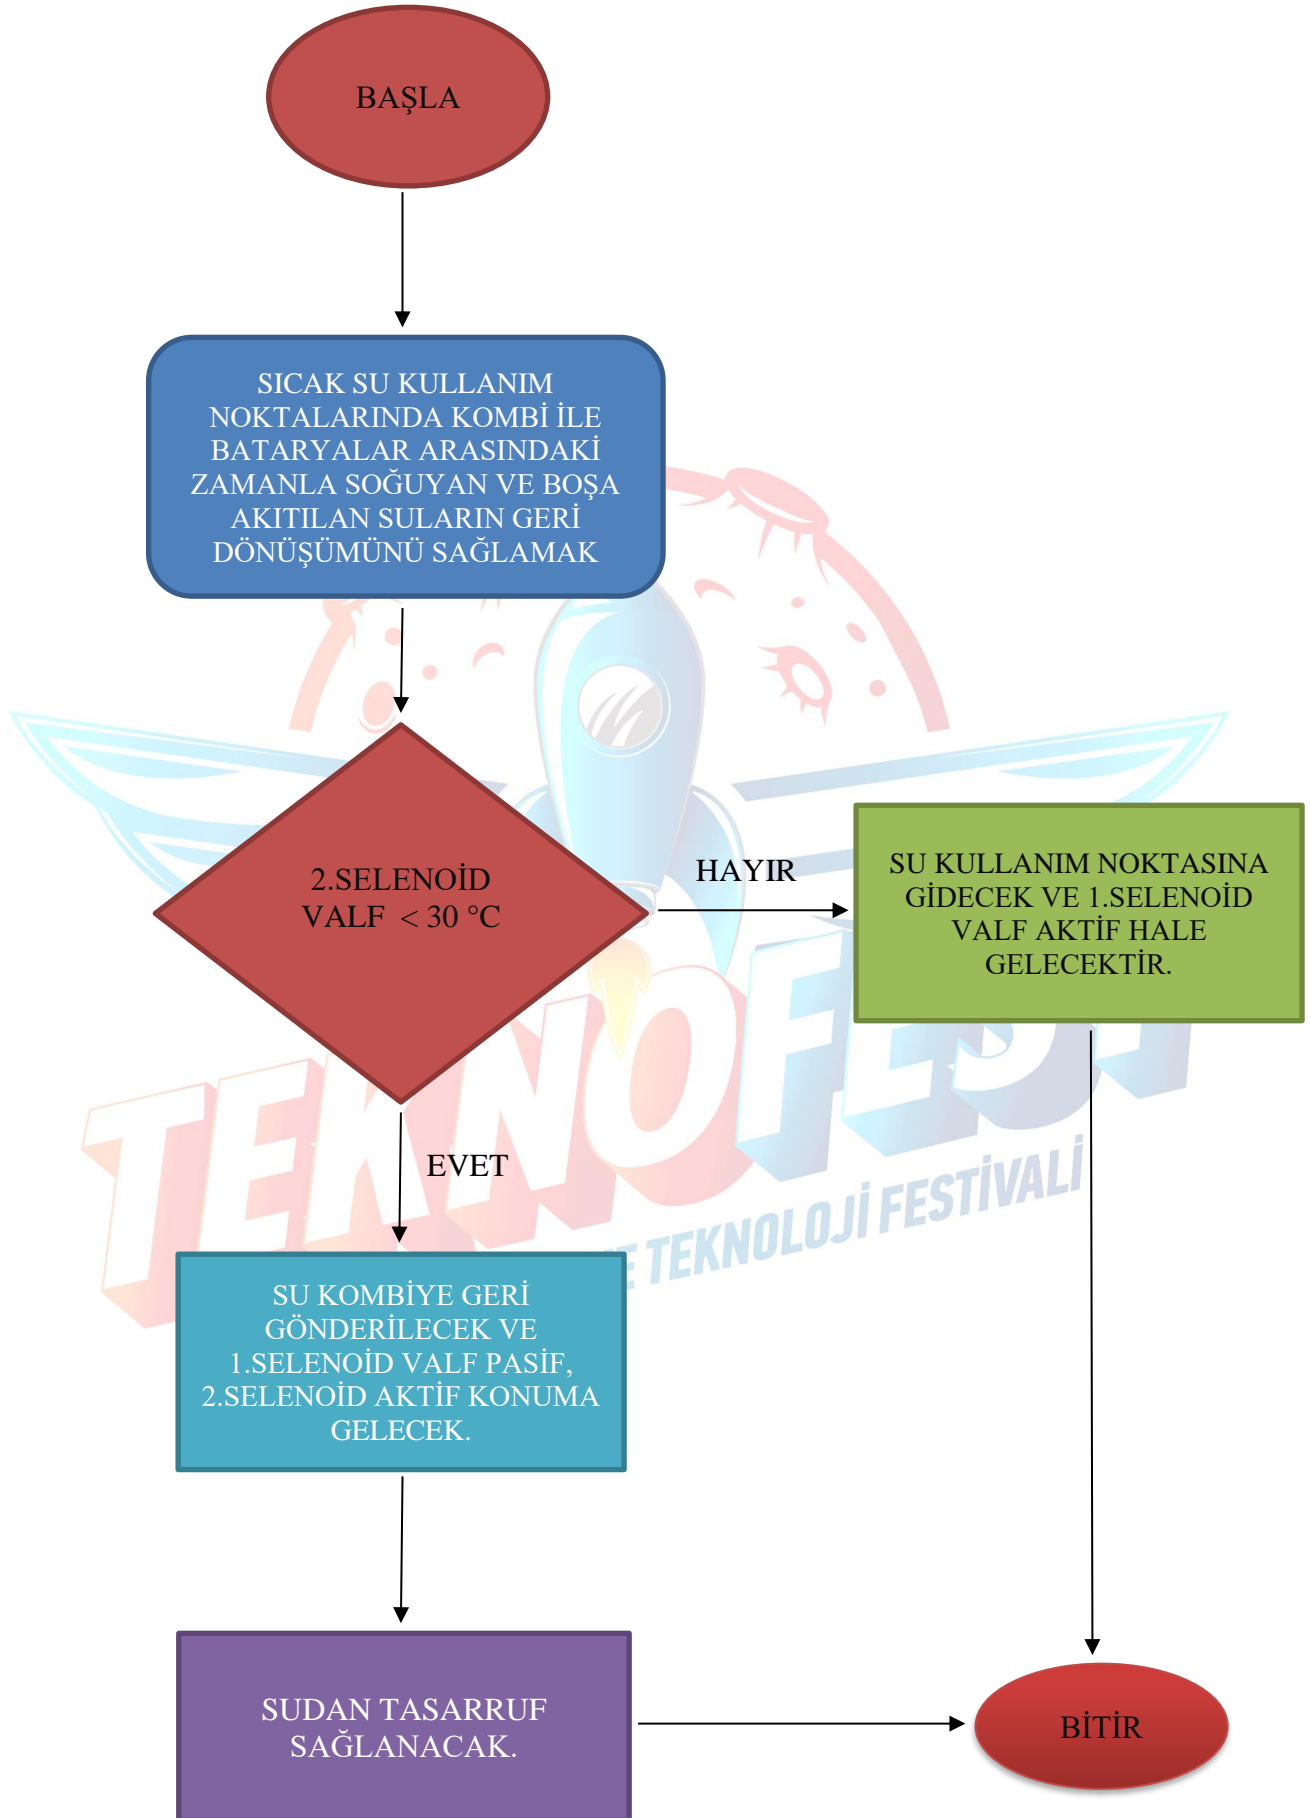 BAŞLA
SICAK SU KULLANIM
NOKTALARINDA KOMBİ İLE
BATARYALAR ARASINDAKİ
ZAMANLA SOĞUYAN VE BOŞA
AKITILAN SULARIN GERİ
DÖNÜŞÜMÜNÜ SAĞLAMAK
2.SELENOİD
VALF < 30 °C
HAYIR
SU KULLANIM NOKTASINA
GİDECEK VE 1.SELENOİD
VALF AKTİF HALE
GELECEKTİR.
EVET
TEKNOFEST
TEKNOLOJİ FESTİVALİ
SU KOMBİYE GERİ
GÖNDERİLECEK VE
1.SELENOİD VALF PASİF,
2.SELENOİD AKTİF KONUMA
GELECEK.
SUDAN TASARRUF
SAĞLANACAK.
BİTİR